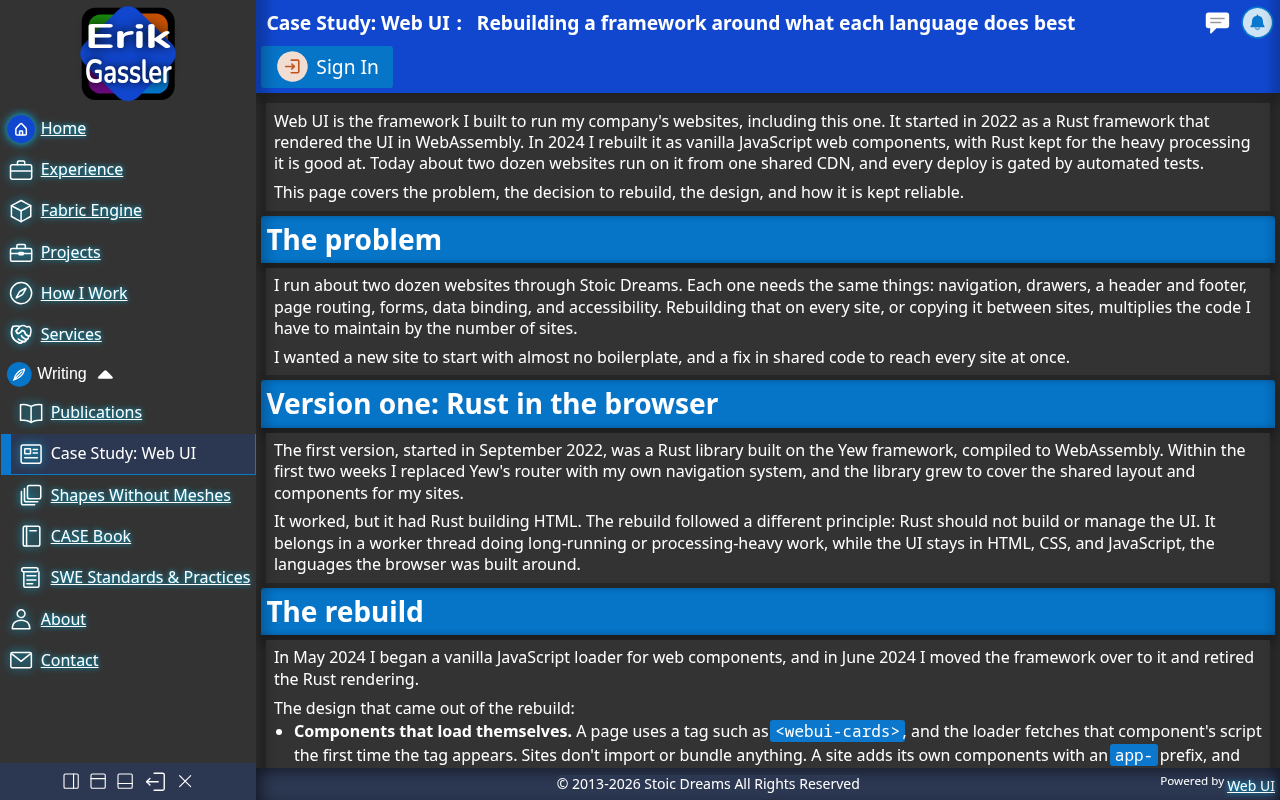 Erik
Gassler
Home
Experience
Fabric Engine
Projects
How I Work
Services
Writing
Publications
Case Study: Web UI
Shapes Without Meshes
CASE Book
SWE Standards & Practices
About
Contact
Case Study: Web UI : Rebuilding a framework around what each language does best
Sign In
Web UI is the framework I built to run my company's websites, including this one. It started in 2022 as a Rust framework that
rendered the UI in WebAssembly. In 2024 I rebuilt it as vanilla JavaScript web components, with Rust kept for the heavy processing
it is good at. Today about two dozen websites run on it from one shared CDN, and every deploy is gated by automated tests.
This page covers the problem, the decision to rebuild, the design, and how it is kept reliable.
The problem
I run about two dozen websites through Stoic Dreams. Each one needs the same things: navigation, drawers, a header and footer,
page routing, forms, data binding, and accessibility. Rebuilding that on every site, or copying it between sites, multiplies the code I
have to maintain by the number of sites.
I wanted a new site to start with almost no boilerplate, and a fix in shared code to reach every site at once.
Version one: Rust in the browser
The first version, started in September 2022, was a Rust library built on the Yew framework, compiled to WebAssembly. Within the
first two weeks I replaced Yew's router with my own navigation system, and the library grew to cover the shared layout and
components for my sites.
It worked, but it had Rust building HTML. The rebuild followed a different principle: Rust should not build or manage the UI. It
belongs in a worker thread doing long-running or processing-heavy work, while the UI stays in HTML, CSS, and JavaScript, the
languages the browser was built around.
The rebuild
In May 2024 I began a vanilla JavaScript loader for web components, and in June 2024 I moved the framework over to it and retired
the Rust rendering.
The design that came out of the rebuild:
• Components that load themselves. A page uses a tag such as <webui-cards>, and the loader fetches that component's script
the first time the tag appears. Sites don't import or bundle anything. A site adds its own components with an app- prefix, and
© 2013-2026 Stoic Dreams All Rights Reserved
Powered by Web UI